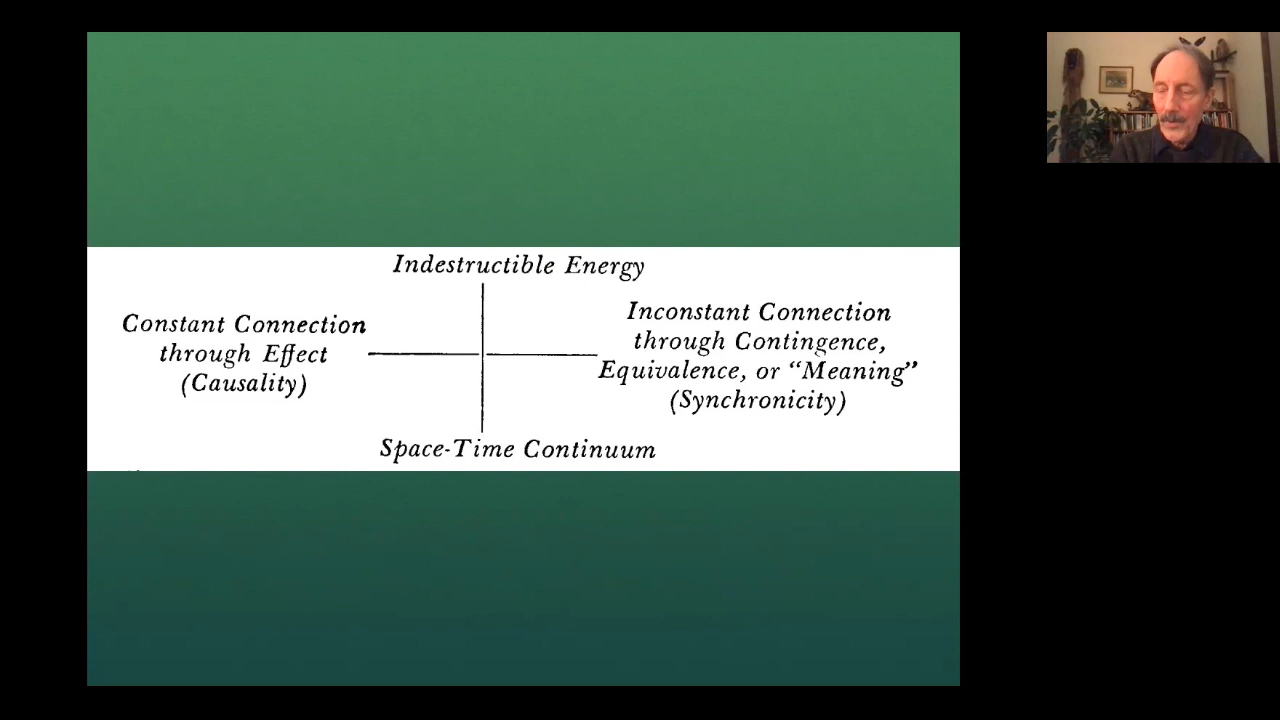 Indestructible Energy
Constant Connection
through Effect
(Causality)
Inconstant Connection
through Contingence,
Equivalence, or “Meaning”
(Synchronicity)
Space-Time Continuum